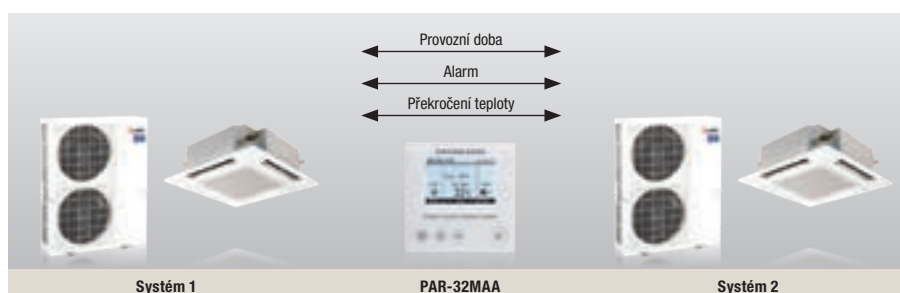 Provozní doba
Alarm
Překročení teploty
Systém 1
PAR-32MAA
Systém 2